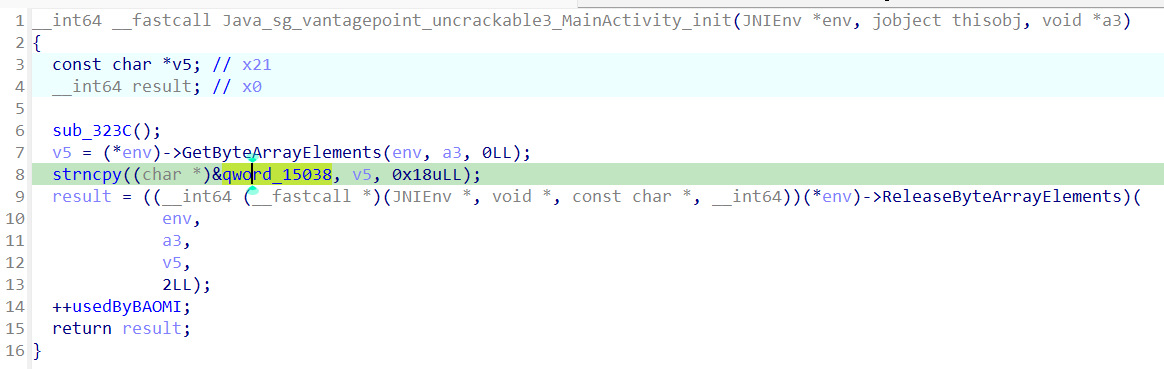 1 __int64 __fastcall Java_sg_vantagepoint_uncrackable3_MainActivity_init(JNIEnv *env, jobject thisobj, void *a3)
2 {
3   const char *v5; // x21
4   __int64 result; // x0
5
6   sub_323C();
7   v5 = (*env)->GetByteArrayElements(env, a3, 0LL);
8   strncpy((char *)&qword_15038, v5, 0x18uLL);
9   result = ((__int64 (__fastcall *)(JNIEnv *, void *, const char *, __int64))(*env)->ReleaseByteArrayElements)(
10             env,
11             a3,
12             v5,
13             2LL);
14   ++usedByBAOMI;
15   return result;
16 }